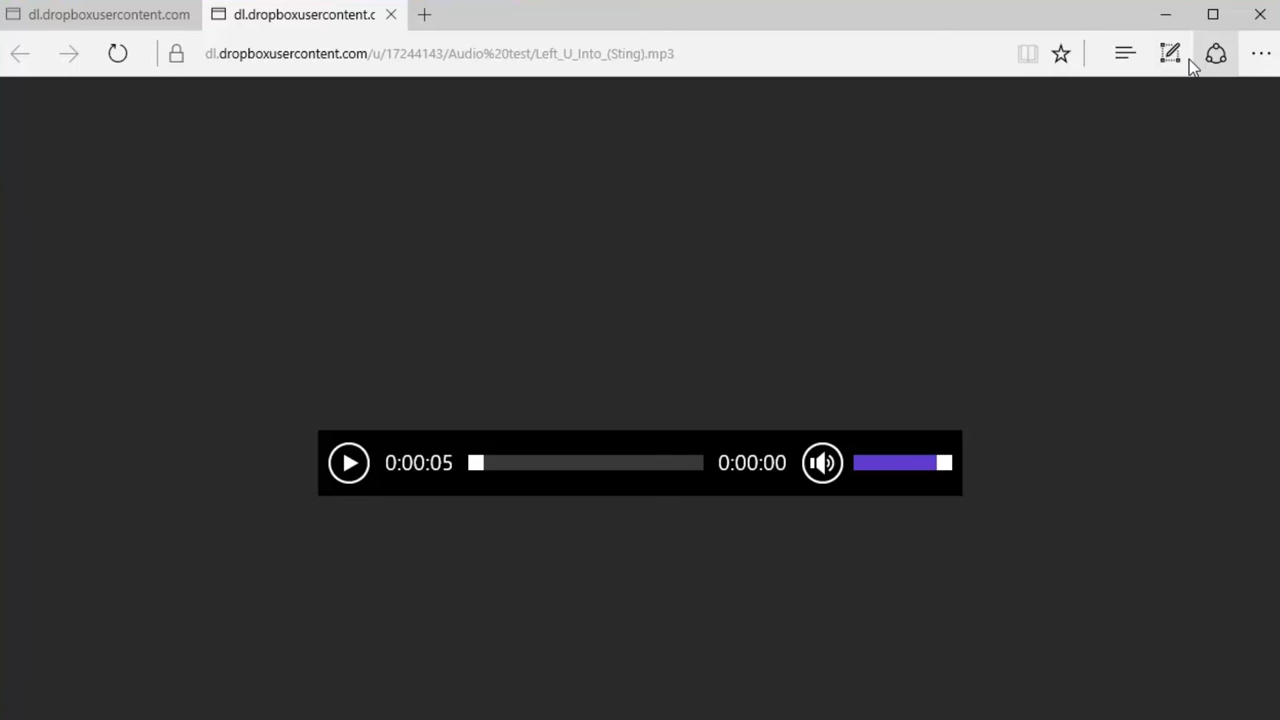 dl.dropboxusercontent.com
dl.dropboxusercontent.c
dl.dropboxusercontent.com/u/17244143/Audio%20test/Left_U_Into_(Sting).mp3
0:00:05
0:00:00